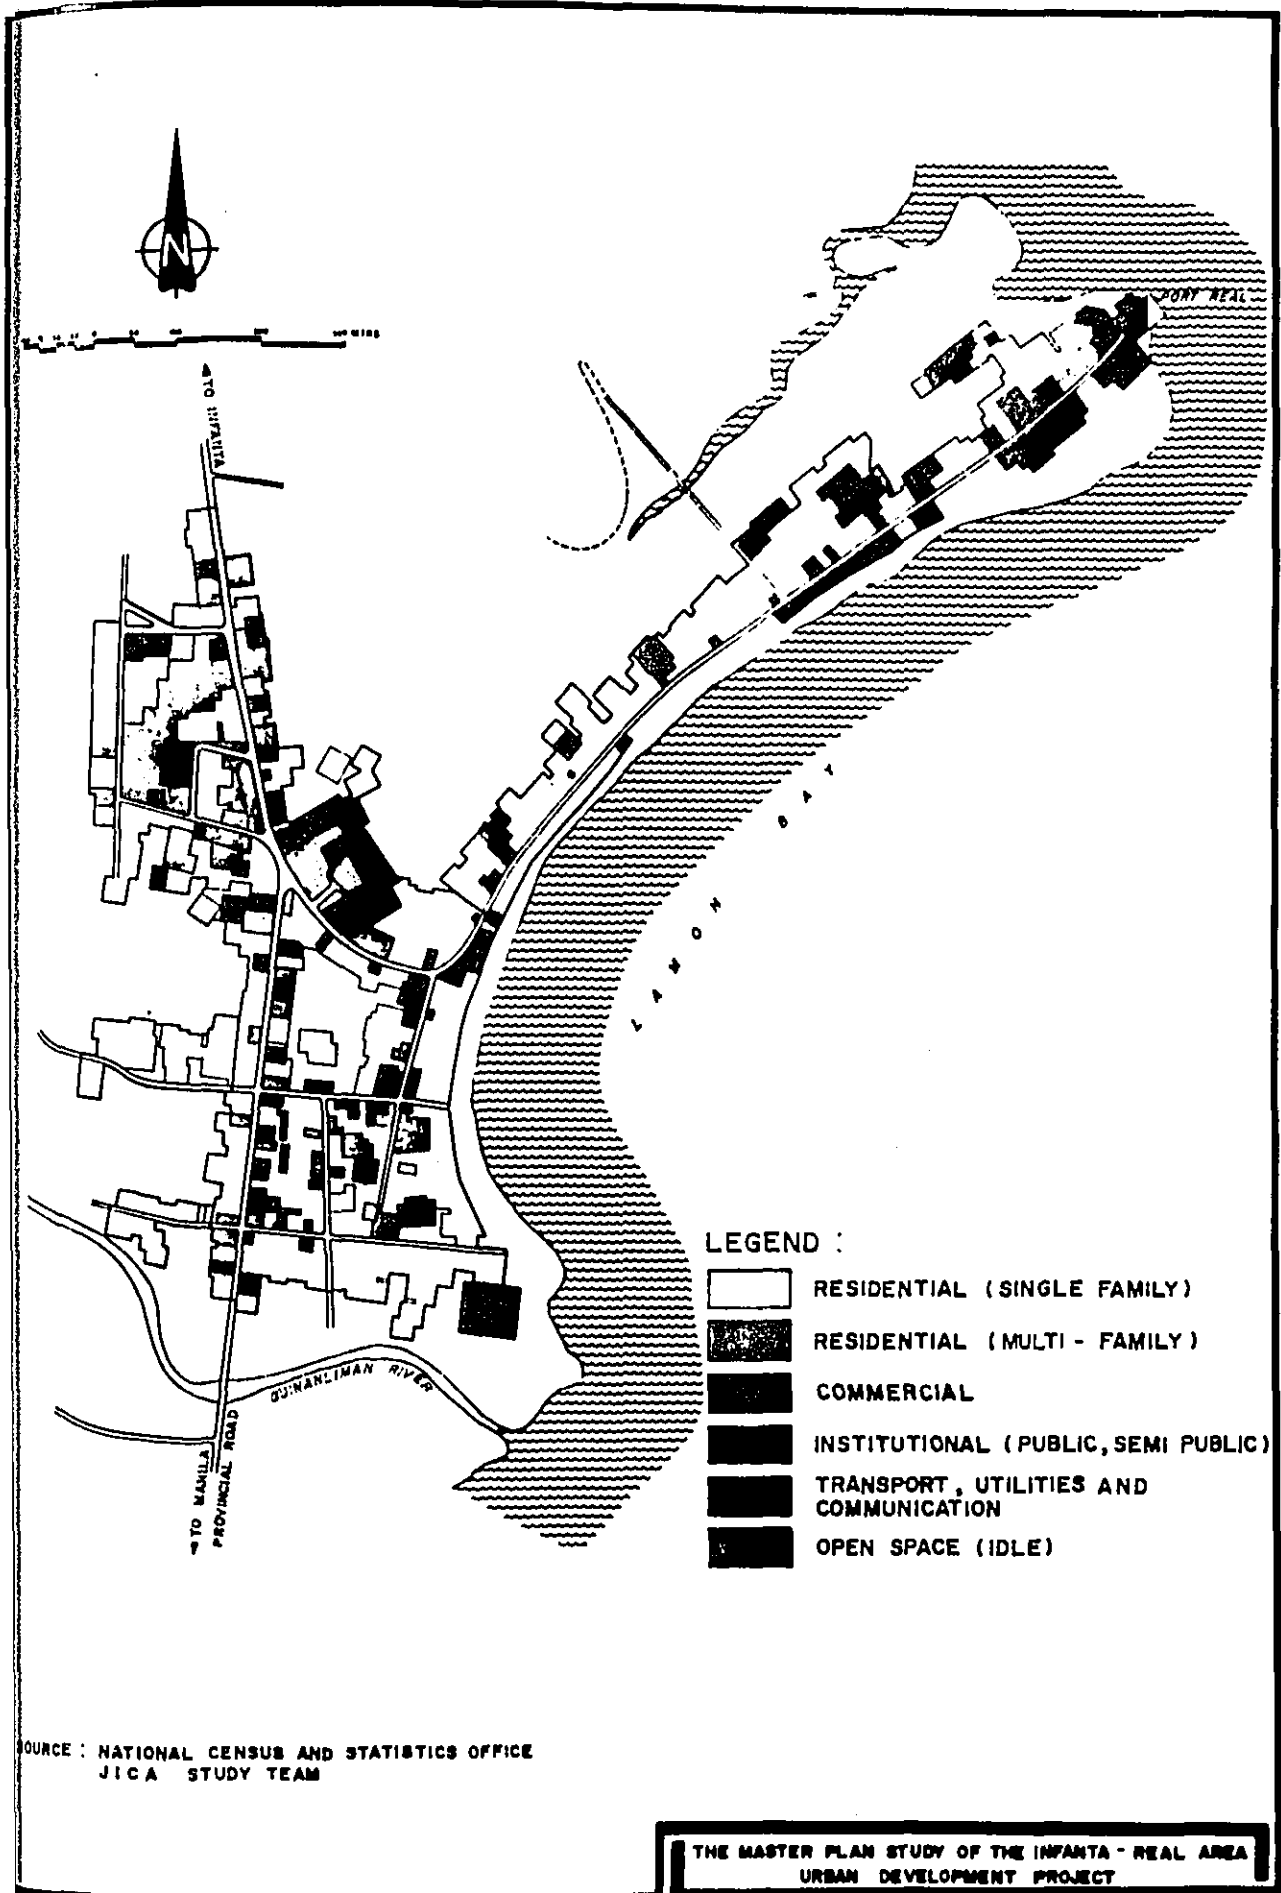 N
TO INFANTA
PORT REAL
LAMON BAY
LEGEND :
RESIDENTIAL (SINGLE FAMILY)
RESIDENTIAL (MULTI - FAMILY)
COMMERCIAL
INSTITUTIONAL (PUBLIC, SEMI PUBLIC)
TRANSPORT, UTILITIES AND
COMMUNICATION
OPEN SPACE (IDLE)
QUINANLIMAN RIVER
TO MANILA
PROVINCIAL ROAD
SOURCE : NATIONAL CENSUS AND STATISTICS OFFICE
JICA STUDY TEAM
THE MASTER PLAN STUDY OF THE INFANTA - REAL AREA
URBAN DEVELOPMENT PROJECT